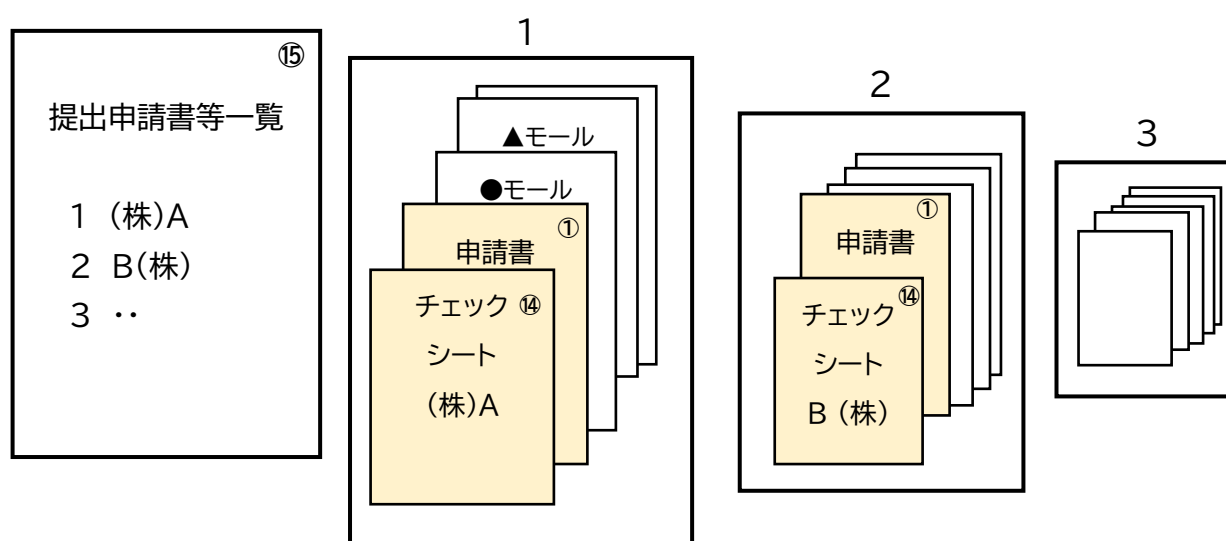 ⑮
提出申請書等一覧
1 (株)A
2 B(株)
3 ‥
1
▲モール
●モール
①
申請書
チェック ⑭
シート
(株)A
2
①
申請書
⑭
チェック
シート
B (株)
3